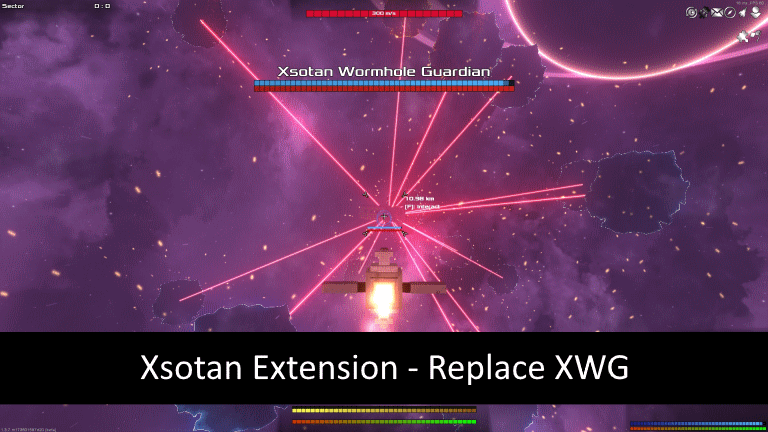 Sector 0 : 0
300 m/s
Xsotan Wormhole Guardian
10.98 km
[F]: Interact
Xsotan Extension - Replace XWG